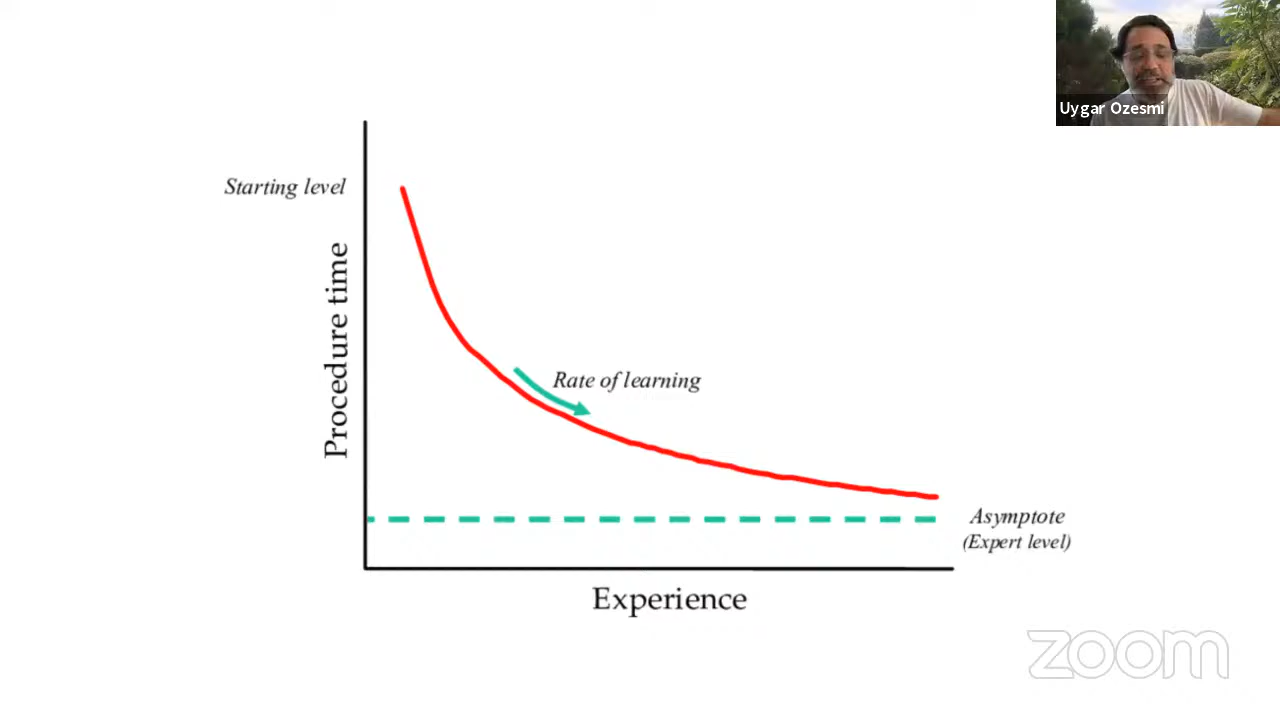 Uygar Ozesmi
Starting level
Procedure time
Rate of learning
Asymptote
(Expert level)
Experience
zoom